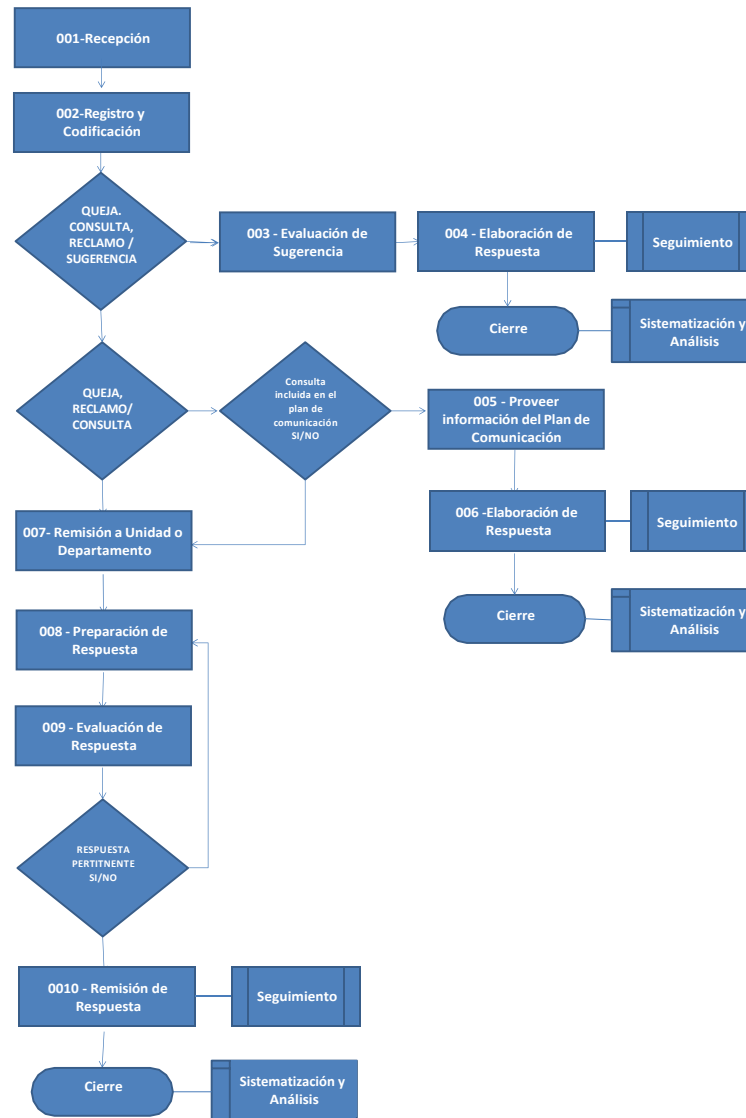 001-Recepción
002-Registro y
Codificación
QUEJA.
CONSULTA,
RECLAMO /
SUGERENCIA
003 - Evaluación de
Sugerencia
004 - Elaboración de
Respuesta
Seguimiento
Cierre
Sistematización y
Análisis
QUEJA,
RECLAMO/
CONSULTA
Consulta
incluida en el
plan de
comunicación
SI/NO
005 - Proveer
información del Plan de
Comunicación
006 -Elaboración de
Respuesta
Seguimiento
007- Remisión a Unidad o
Departamento
Cierre
Sistematización y
Análisis
008 - Preparación de
Respuesta
009 - Evaluación de
Respuesta
RESPUESTA
PERTITNENTE
SI/NO
0010 - Remisión de
Respuesta
Seguimiento
Cierre
Sistematización y
Análisis